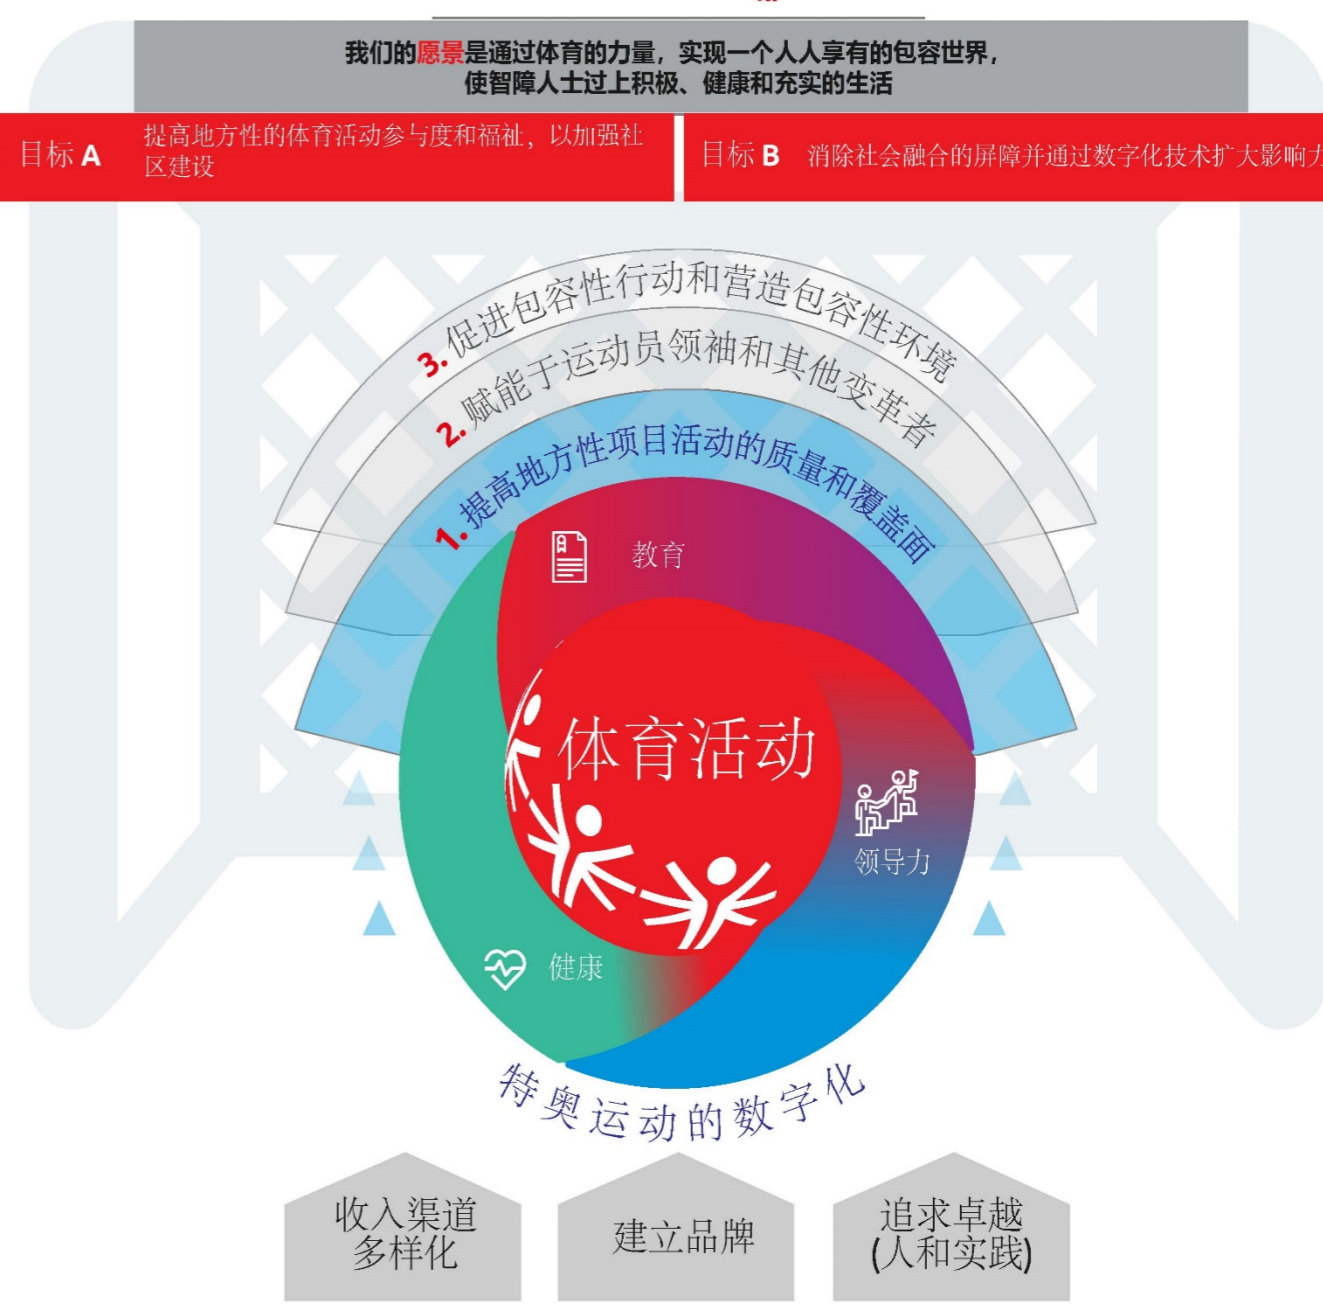 我们的愿景是通过体育的力量，实现一个人人享有的包容世界，
使智障人士过上积极、健康和充实的生活
目标 A
提高地方性的体育活动参与度和福祉，以加强社
区建设
目标 B
消除社会融合的屏障并通过数字化技术扩大影响力
3. 促进包容性行动和营造包容性环境
2. 赋能于运动员领袖和其他变革者
1. 提高地方性项目活动的质量和覆盖面
教育
体育活动
领导力
健康
特奥运动的数字化
收入渠道
多样化
建立品牌
追求卓越
(人和实践)